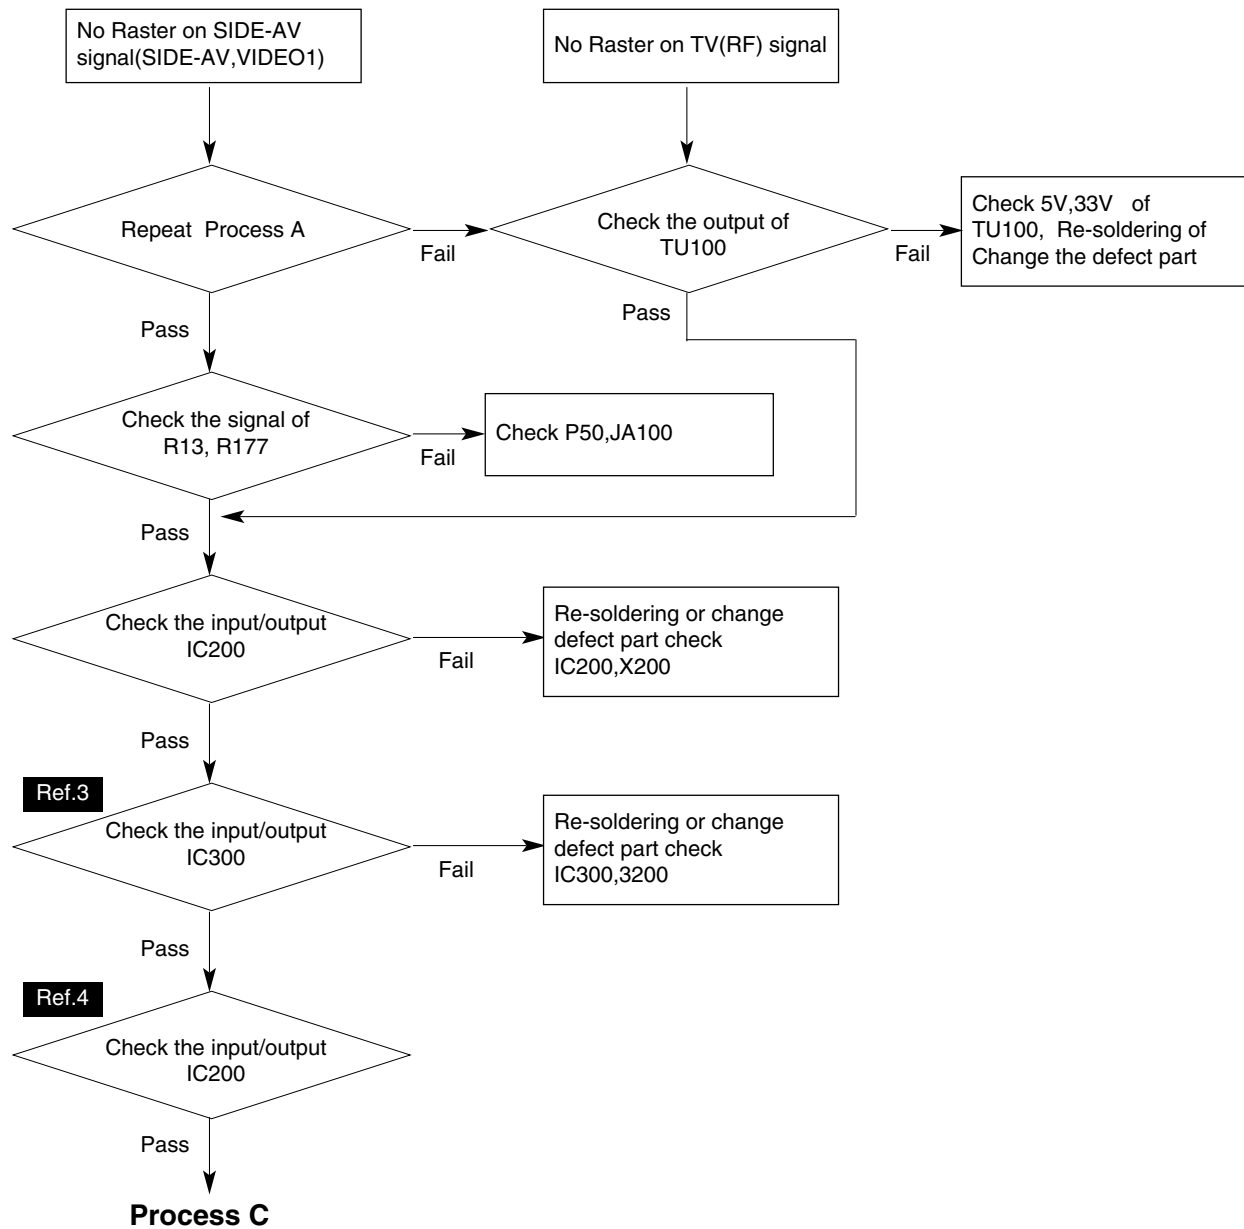 No Raster on SIDE-AV
signal(SIDE-AV,VIDEO1)
No Raster on TV(RF) signal
Repeat Process A
Fail
Check the output of
TU100
Fail
Check 5V,33V of
TU100, Re-soldering of
Change the defect part
Pass
Pass
Check the signal of
R13, R177
Fail
Check P50,JA100
Pass
Check the input/output
IC200
Fail
Re-soldering or change
defect part check
IC200,X200
Pass
Ref.3
Check the input/output
IC300
Fail
Re-soldering or change
defect part check
IC300,3200
Pass
Ref.4
Check the input/output
IC200
Pass
Process C